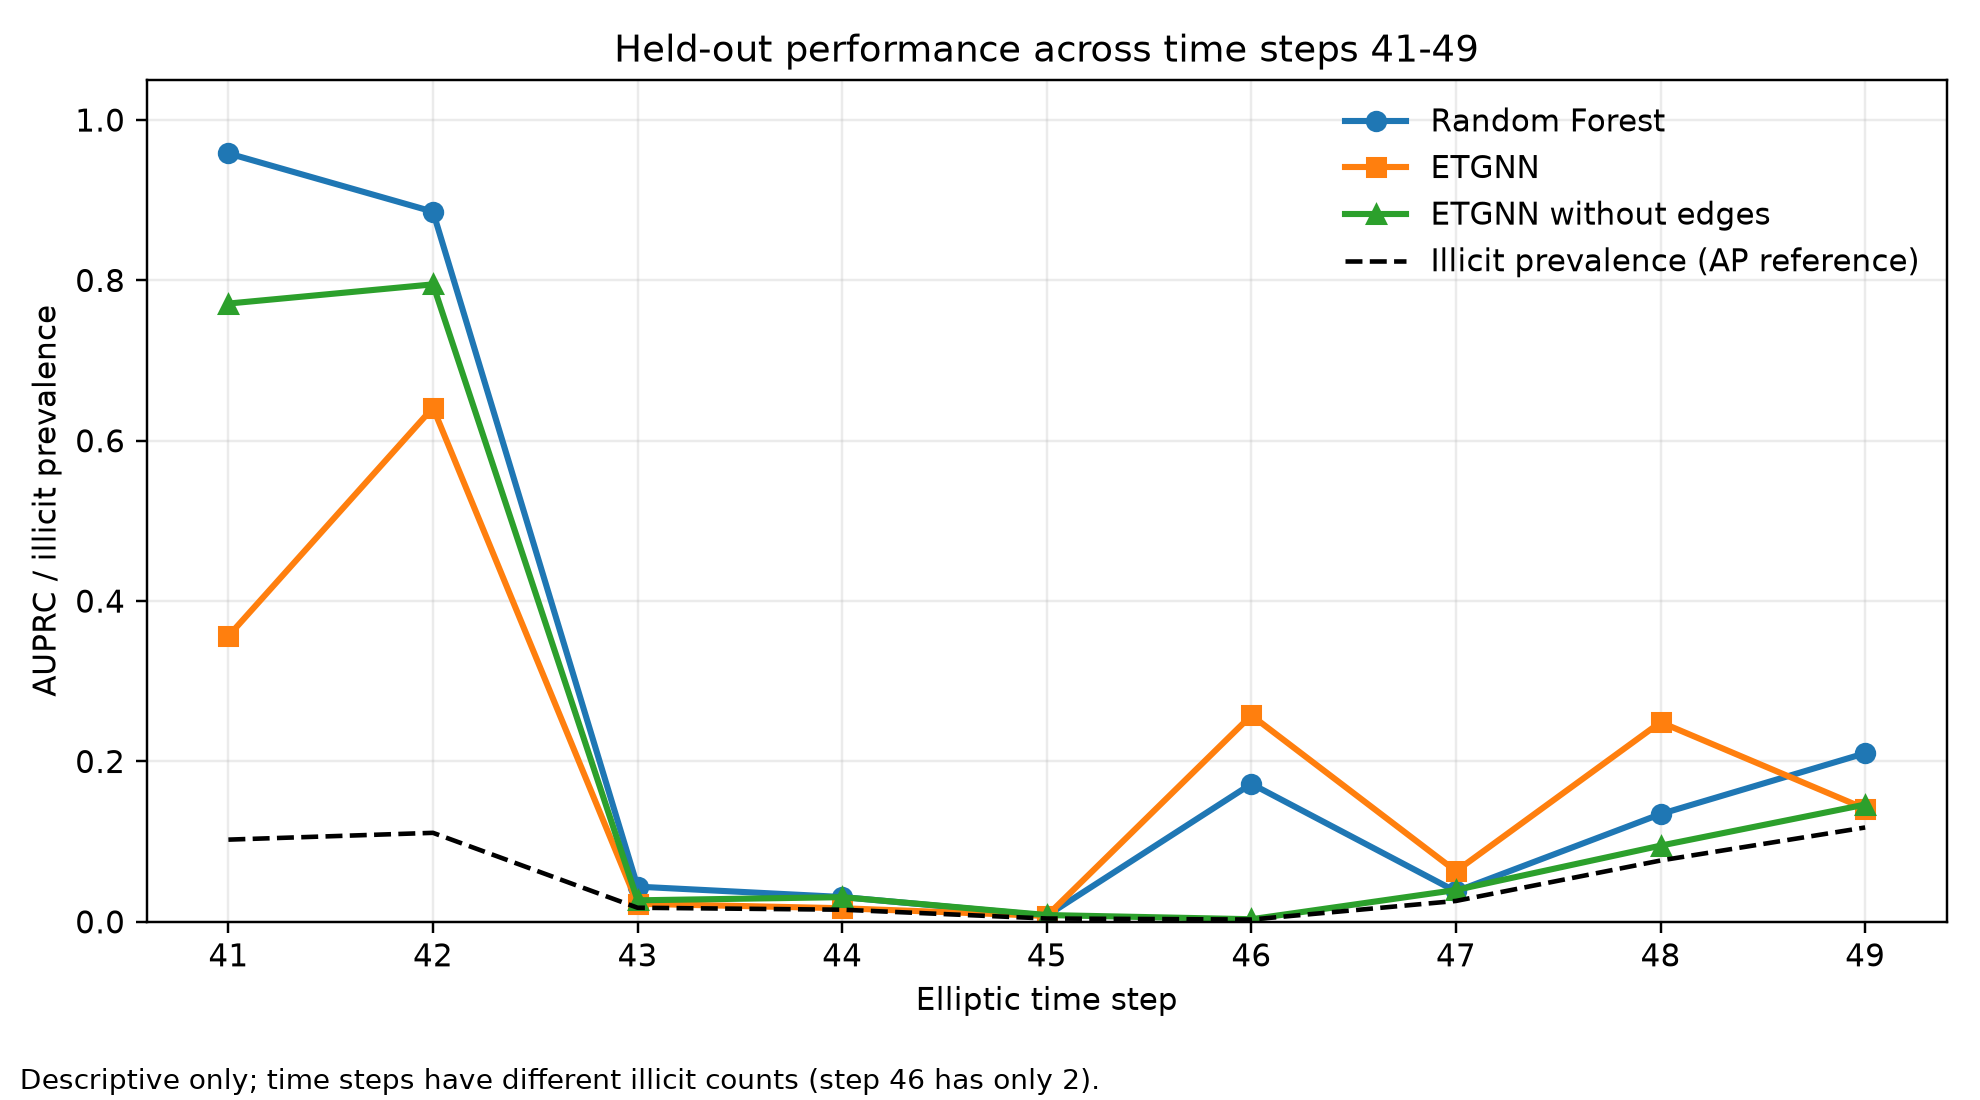 Held-out performance across time steps 41-49
1.0
0.8
0.6
0.4
0.2
0.0
AUPRC / illicit prevalence
Random Forest
ETGNN
ETGNN without edges
Illicit prevalence (AP reference)
41 42 43 44 45 46 47 48 49
Elliptic time step
Descriptive only; time steps have different illicit counts (step 46 has only 2).